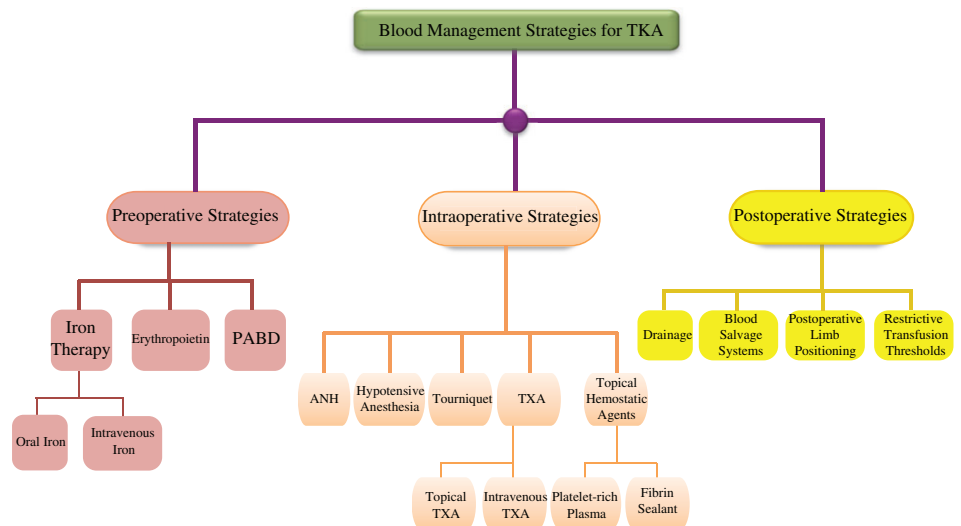 Blood Management Strategies for TKA
Preoperative Strategies
Intraoperative Strategies
Postoperative Strategies
Iron
Therapy
Erythropoietin
PABD
Oral Iron
Intravenous
Iron
ANH
Hypotensive
Anesthesia
Tourniquet
TXA
Topical
Hemostatic
Agents
Topical
TXA
Intravenous
TXA
Platelet-rich
Plasma
Fibrin
Sealant
Drainage
Blood
Salvage
Systems
Postoperative
Limb
Positioning
Restrictive
Transfusion
Thresholds